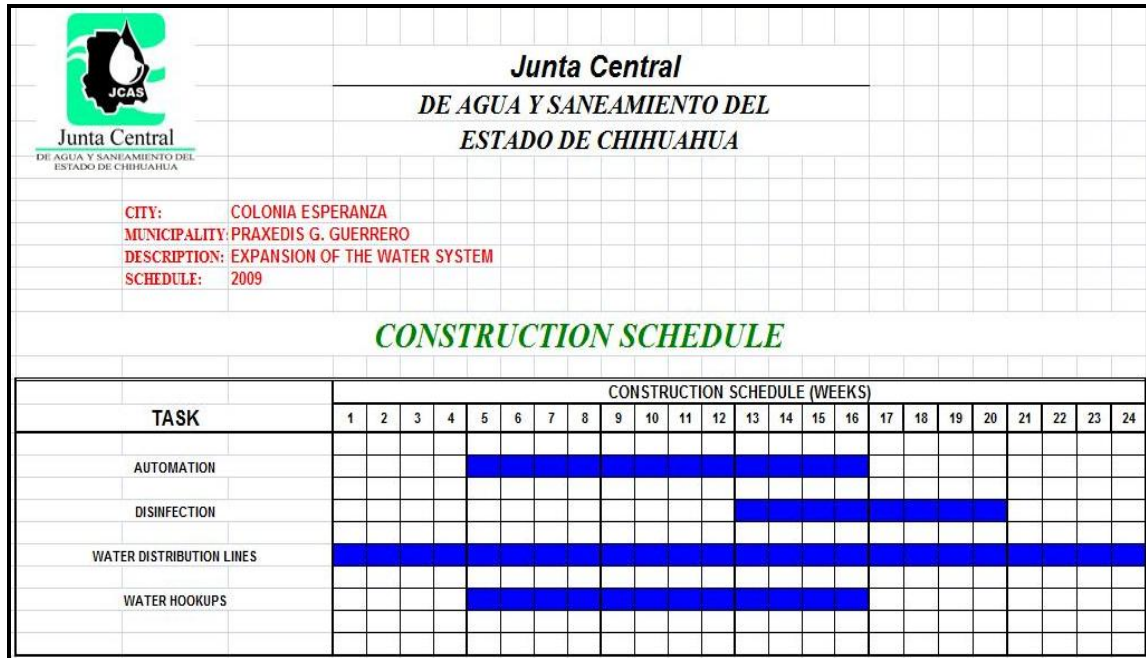 JCAS
Junta Central
DE AGUA Y SANEAMIENTO DEL
ESTADO DE CHIHUAHUA
Junta Central
DE AGUA Y SANEAMIENTO DEL
ESTADO DE CHIHUAHUA
CITY: COLONIA ESPERANZA
MUNICIPALITY: PRAXEDIS G. GUERRERO
DESCRIPTION: EXPANSION OF THE WATER SYSTEM
SCHEDULE: 2009
CONSTRUCTION SCHEDULE
CONSTRUCTION SCHEDULE (WEEKS)
TASK 1 2 3 4 5 6 7 8 9 10 11 12 13 14 15 16 17 18 19 20 21 22 23 24
AUTOMATION
DISINFECTION
WATER DISTRIBUTION LINES
WATER HOOKUPS